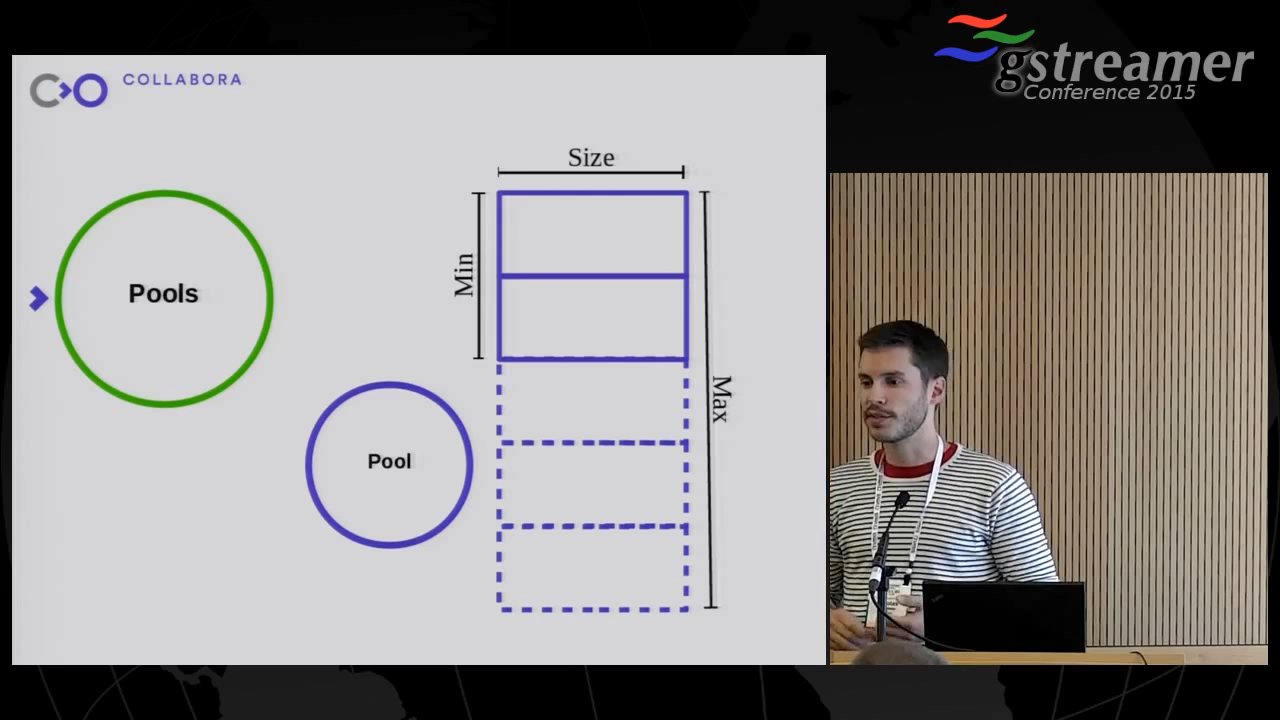 COLLABORA
gstreamer
Conference 2015
Size
Min
Pools
Max
Pool